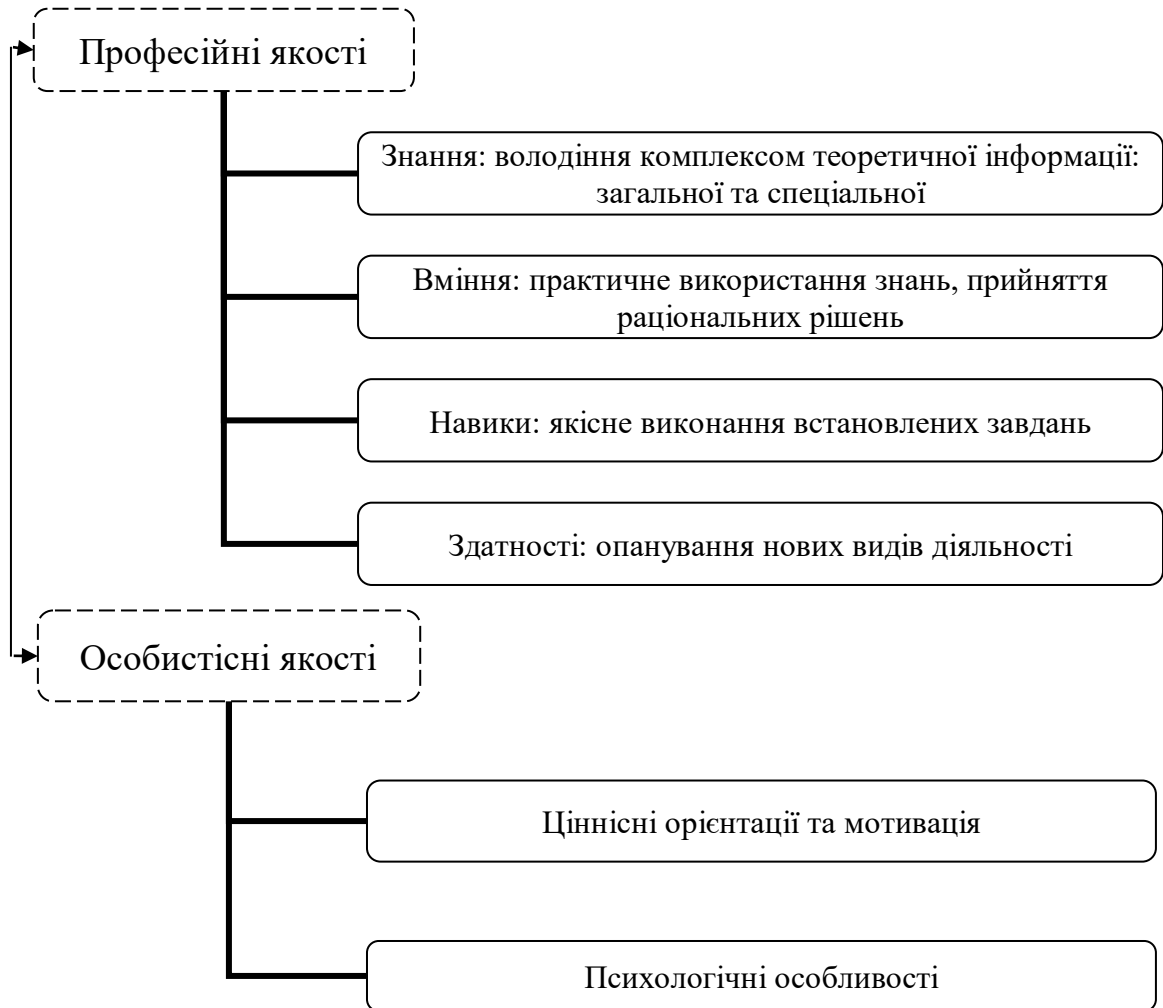 Професійні якості
Знання: володіння комплексом теоретичної інформації:
загальної та спеціальної
Вміння: практичне використання знань, прийняття
раціональних рішень
Навики: якісне виконання встановлених завдань
Здатності: опанування нових видів діяльності
Особистісні якості
Ціннісні орієнтації та мотивація
Психологічні особливості